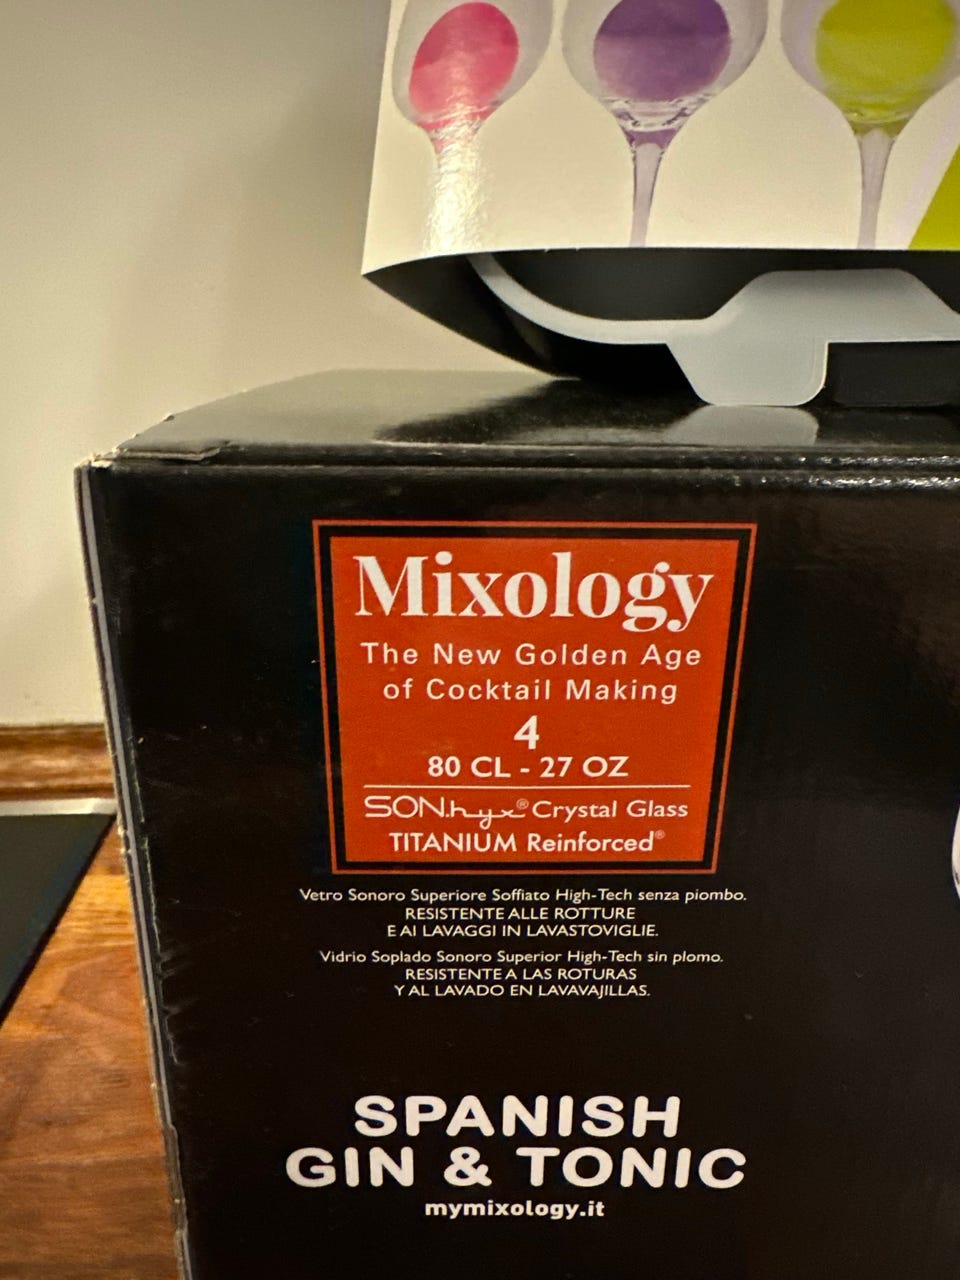 Mixology
The New Golden Age
of Cocktail Making
4
80 CL - 27 OZ
SON.hyx® Crystal Glass
TITANIUM Reinforced®
Vetro Sonoro Superiore Soffiato High-Tech senza piombo.
RESISTENTE ALLE ROTTURE
E AI LAVAGGI IN LAVASTOVIGLIE.
Vidrio Soplado Sonoro Superior High-Tech sin plomo.
RESISTENTE A LAS ROTURAS
Y AL LAVADO EN LAVAVAJILLAS.
SPANISH
GIN & TONIC
mymixology.it